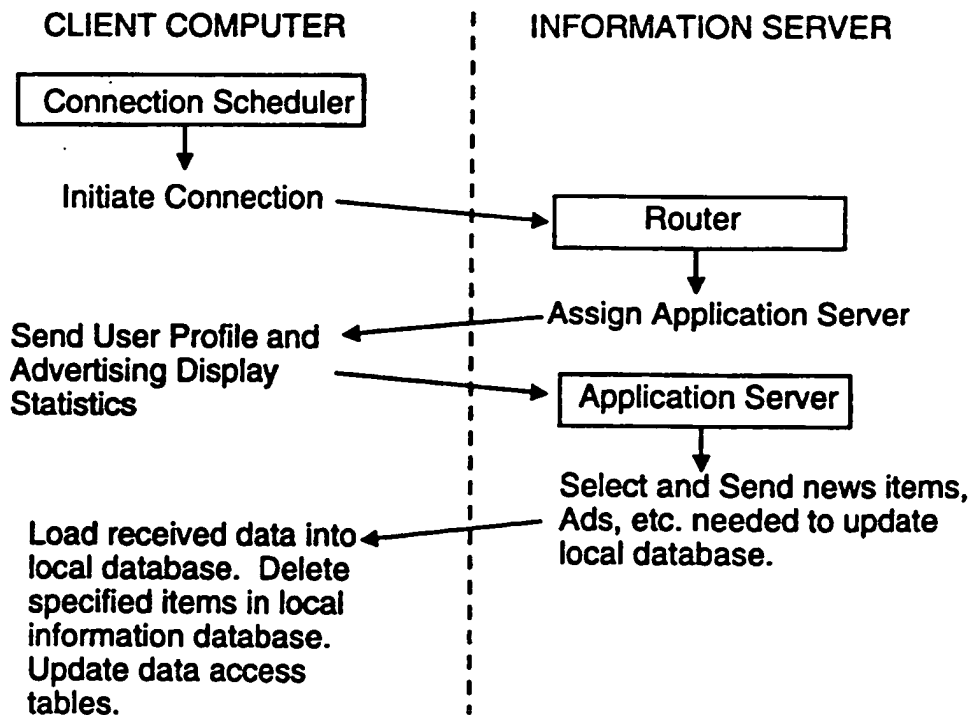 CLIENT COMPUTER
INFORMATION SERVER
Connection Scheduler
Initiate Connection
Router
Assign Application Server
Send User Profile and
Advertising Display
Statistics
Application Server
Select and Send news items,
Ads, etc. needed to update
local database.
Load received data into
local database. Delete
specified items in local
information database.
Update data access
tables.